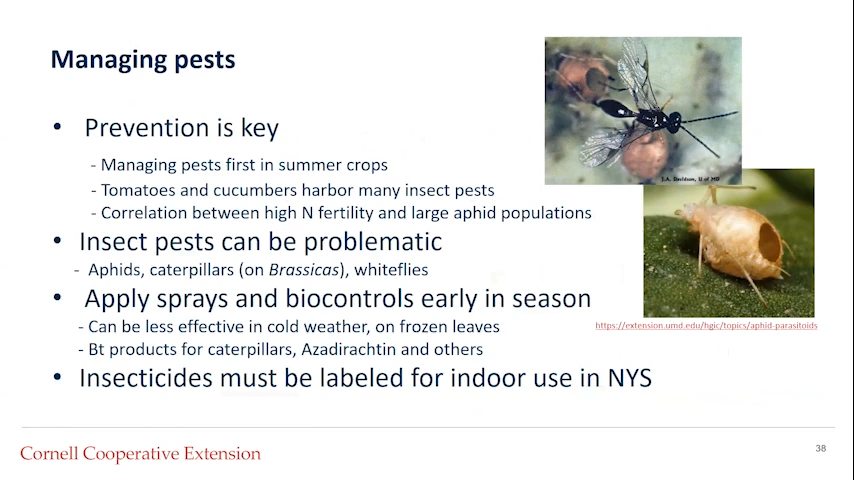 Managing pests
• Prevention is key
- Managing pests first in summer crops
- Tomatoes and cucumbers harbor many insect pests
- Correlation between high N fertility and large aphid populations
• Insect pests can be problematic
- Aphids, caterpillars (on Brassicas), whiteflies
• Apply sprays and biocontrols early in season
- Can be less effective in cold weather, on frozen leaves
- Bt products for caterpillars, Azadirachtin and others
• Insecticides must be labeled for indoor use in NYS
J.A. Davidson, U of MD
https://extension.umd.edu/hgic/topics/aphid-parasitoids
Cornell Cooperative Extension
38